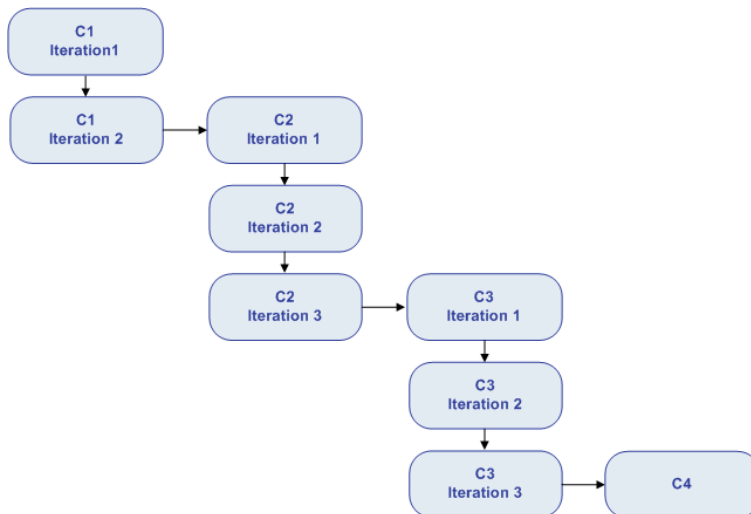 C1
Iteration1
C1
Iteration 2
C2
Iteration 1
C2
Iteration 2
C2
Iteration 3
C3
Iteration 1
C3
Iteration 2
C3
Iteration 3
C4